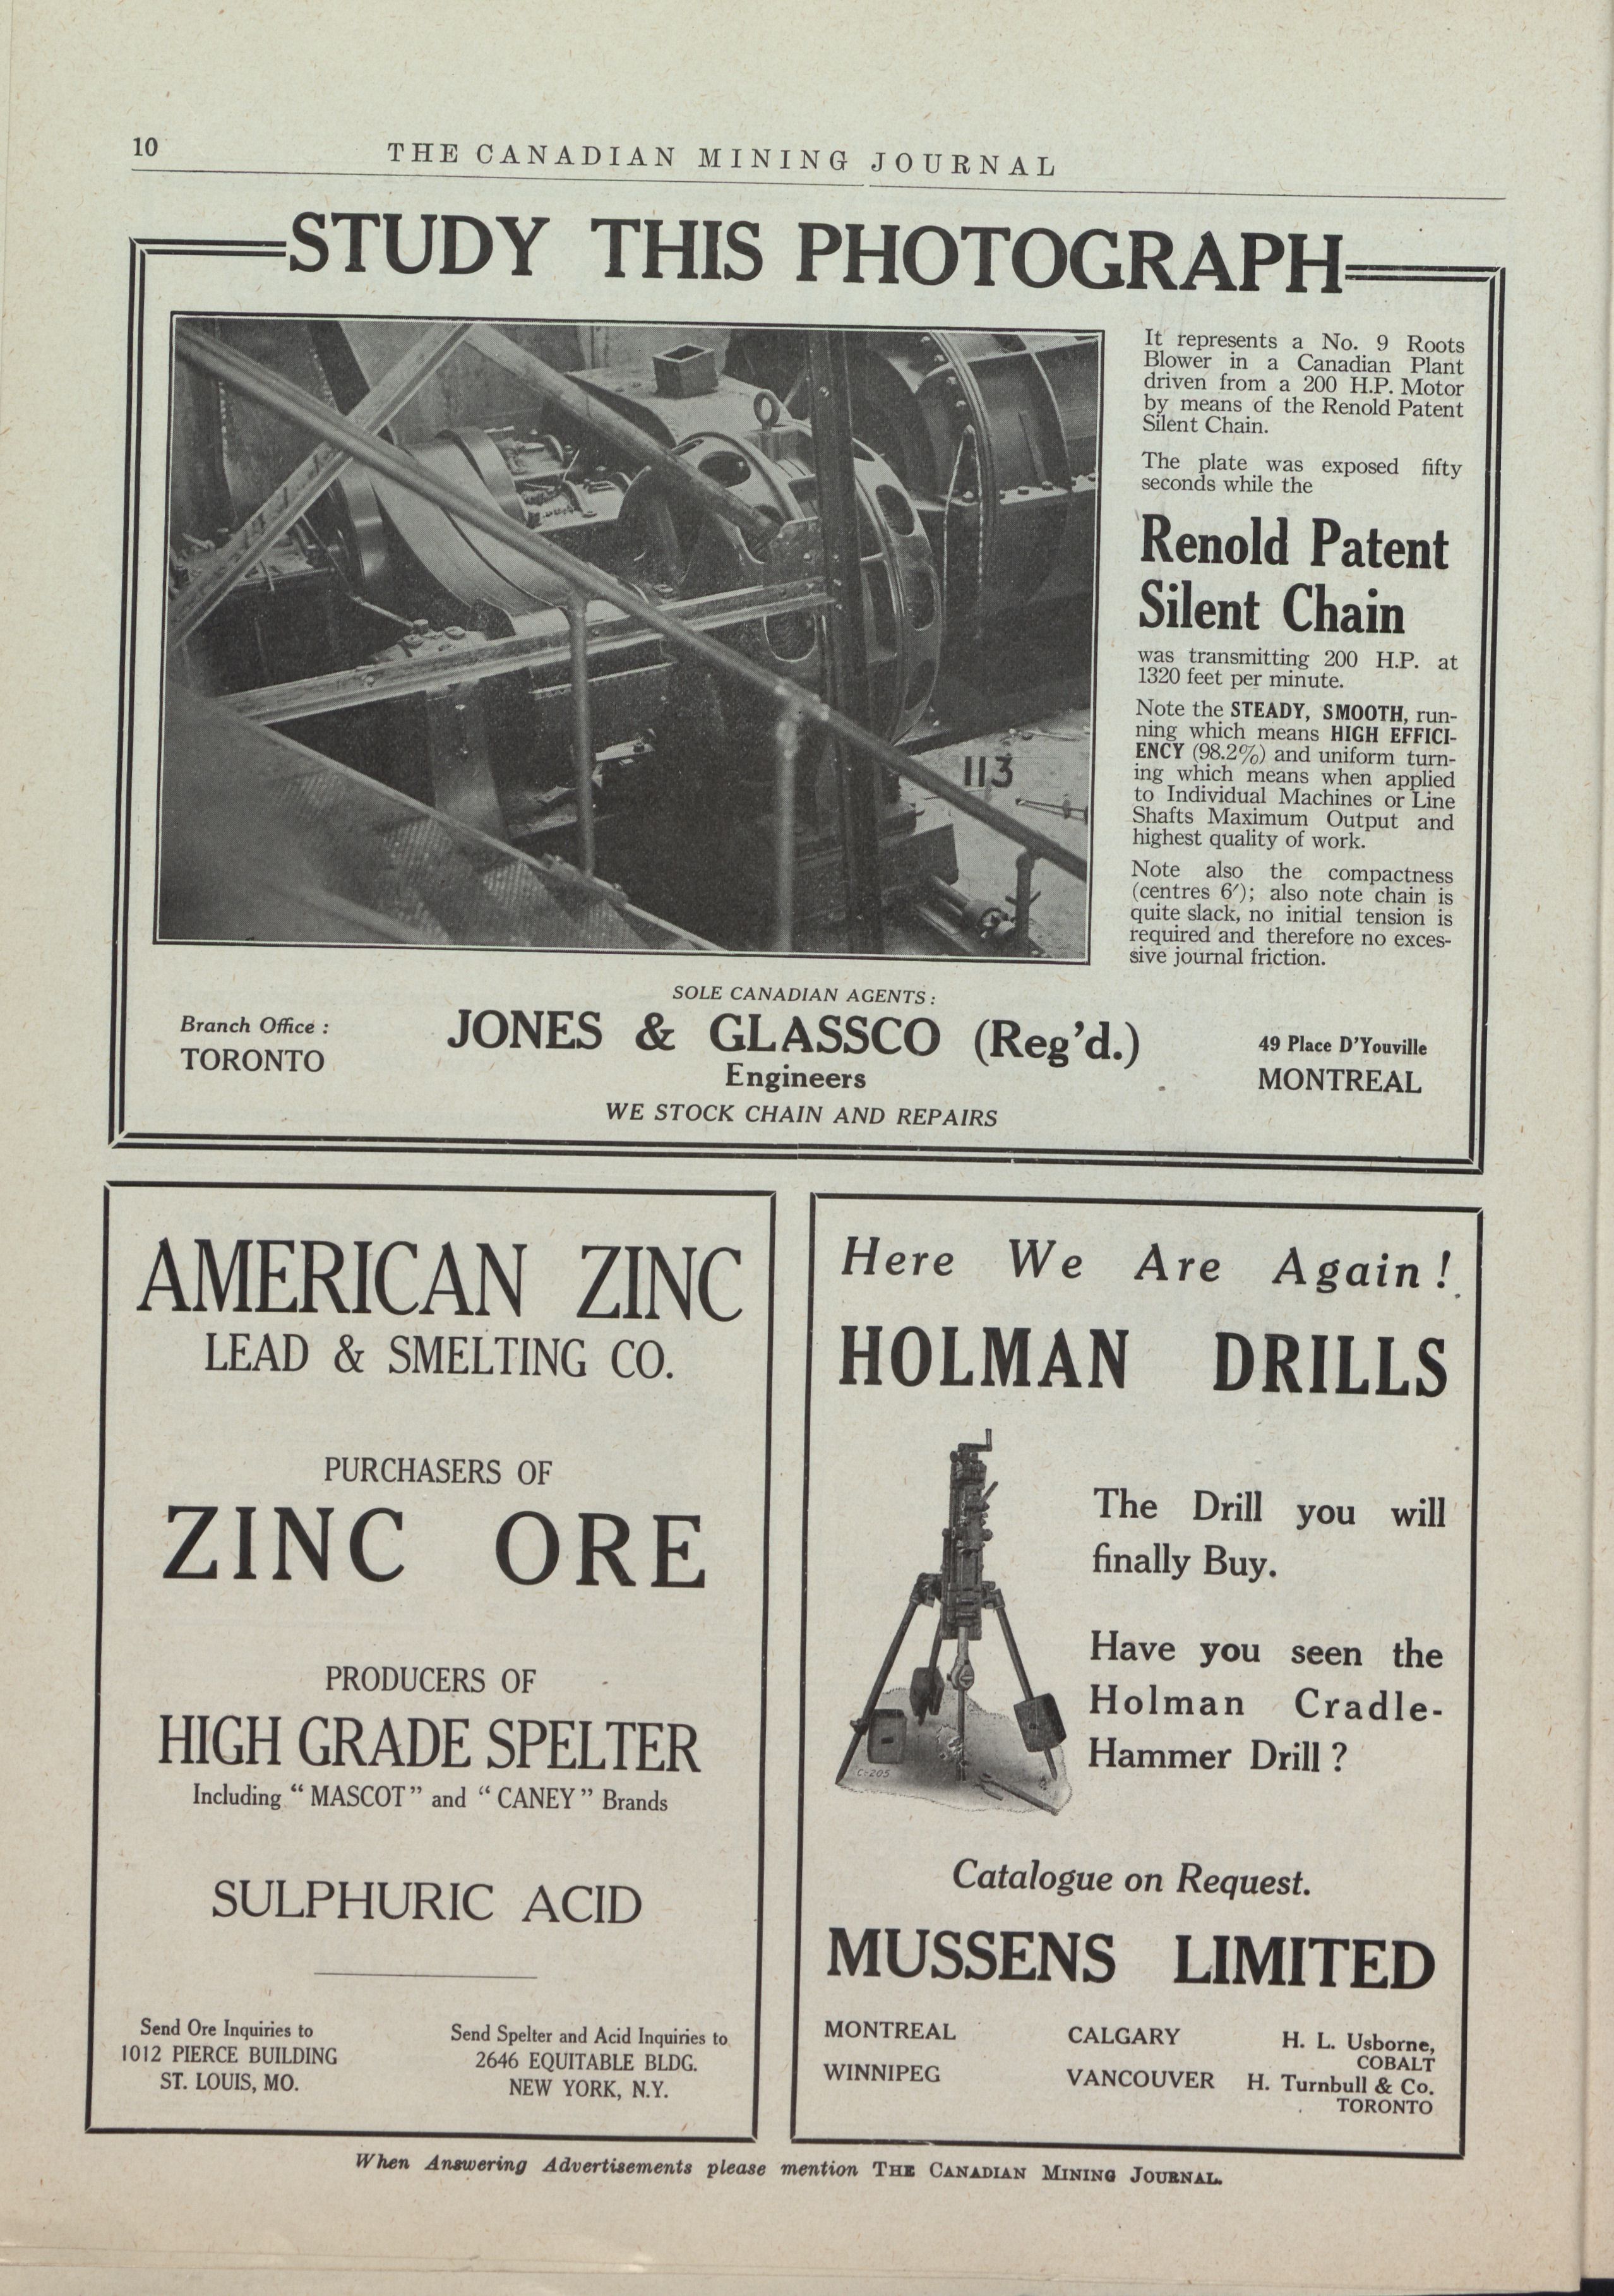 10
THE CANADIAN MINING JOURNAL
STUDY THIS PHOTOGRAPH
113
It represents a No. 9 Roots
Blower in a Canadian Plant
driven from a 200 H.P. Motor
by means of the Renold Patent
Silent Chain.
The plate was exposed fifty
seconds while the
Renold Patent
Silent Chain
was transmitting 200 H.P. at
1320 feet per minute.
Note the STEADY, SMOOTH, run-
ning which means HIGH EFFICI-
ENCY (98.2%) and uniform turn-
ing which means when applied
to Individual Machines or Line
Shafts Maximum Output and
highest quality of work.
Note also the compactness
(centres 6′); also note chain is
quite slack, no initial tension is
required and therefore no exces-
sive journal friction.
SOLE CANADIAN AGENTS:
Branch Office :
TORONTO
JONES & GLASSCO (Reg’d.)
Engineers
WE STOCK CHAIN AND REPAIRS
49 Place D’Youville
MONTREAL
AMERICAN ZINC
LEAD & SMELTING CO.
PURCHASERS OF
ZINC ORE
PRODUCERS OF
HIGH GRADE SPELTER
Including “ MASCOT ” and “ CANEY ” Brands
SULPHURIC ACID
Send Ore Inquiries to
1012 PIERCE BUILDING
ST. LOUIS, MO.
Send Spelter and Acid Inquiries to
2646 EQUITABLE BLDG.
NEW YORK, N.Y.
Here We Are Again !
HOLMAN DRILLS
The Drill you will
finally Buy.
Have you seen the
Holman Cradle-
Hammer Drill ?
C-205
Catalogue on Request.
MUSSENS LIMITED
MONTREAL
WINNIPEG
CALGARY
VANCOUVER
H. L. Usborne,
COBALT
H. Turnbull & Co.
TORONTO
When Answering Advertisements please mention THE CANADIAN MINING JOURNAL.